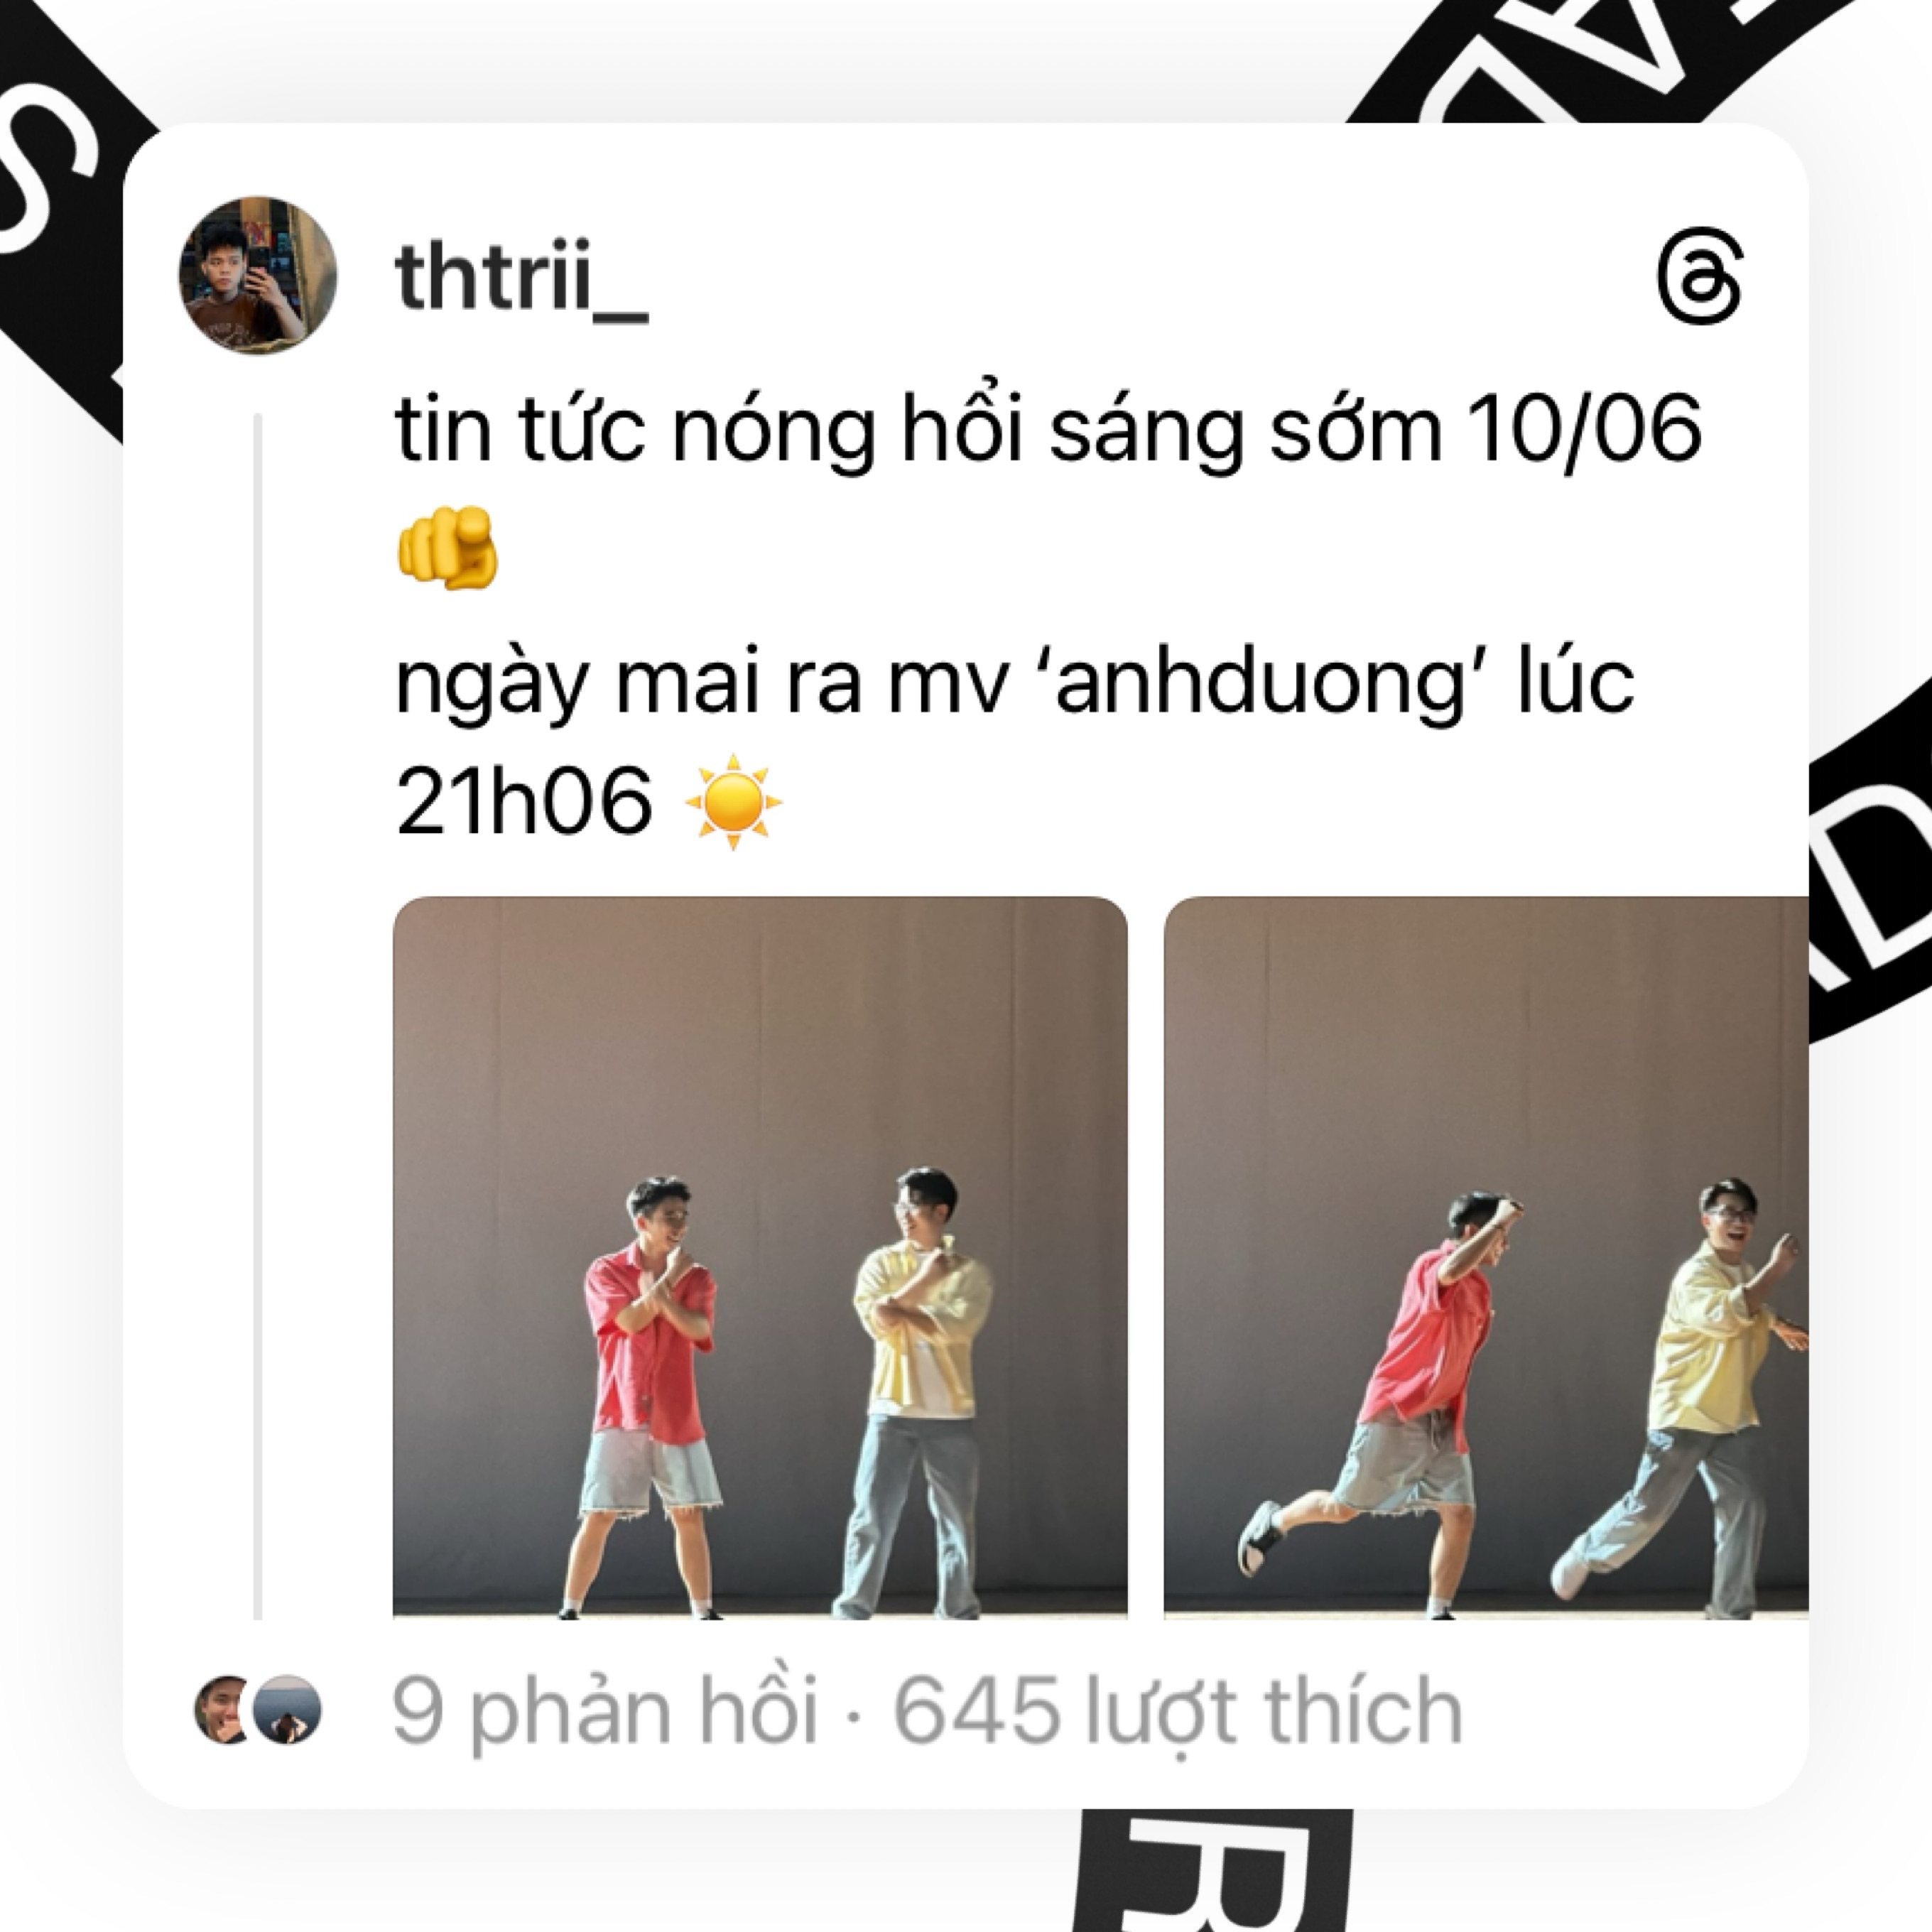 thtrii_
tin tức nóng hổi sáng sớm 10/06
🫵
ngày mai ra mv ‘anhduong’ lúc
21h06 ☀️
9 phản hồi · 645 lượt thích